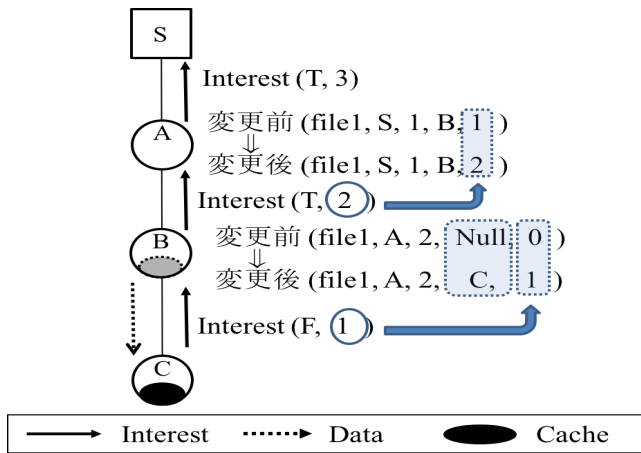 S
Interest (T, 3)
A
変更前 (file1, S, 1, B, 1 )
⇓
変更後 (file1, S, 1, B, 2 )
Interest (T, 2 )
B
変更前 (file1, A, 2, Null, 0 )
⇓
変更後 (file1, A, 2, C, 1 )
Interest (F, 1 )
C
Interest Data Cache